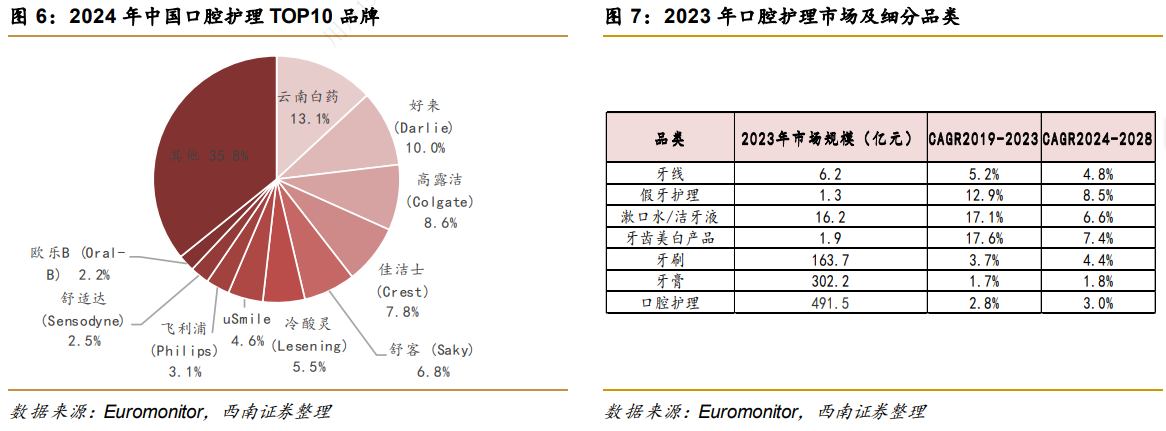 图 6：2024 年中国口腔护理 TOP10 品牌
云南白药
13.1%
好来
(Darlie)
10.0%
高露洁
(Colgate)
8.6%
佳洁士
(Crest)
7.8%
舒客 (Saky)
6.8%
冷酸灵
(Lesening)
5.5%
uSmile
4.6%
飞利浦
(Philips)
3.1%
舒适达
(Sensodyne)
2.5%
欧乐B (Oral-
B) 2.2%
其他 35.8%
数据来源：Euromonitor，西南证券整理
图 7：2023 年口腔护理市场及细分品类
品类 2023年市场规模（亿元） CAGR2019-2023 CAGR2024-2028
牙线 6.2 5.2% 4.8%
假牙护理 1.3 12.9% 8.5%
漱口水/洁牙液 16.2 17.1% 6.6%
牙齿美白产品 1.9 17.6% 7.4%
牙刷 163.7 3.7% 4.4%
牙膏 302.2 1.7% 1.8%
口腔护理 491.5 2.8% 3.0%
数据来源：Euromonitor，西南证券整理